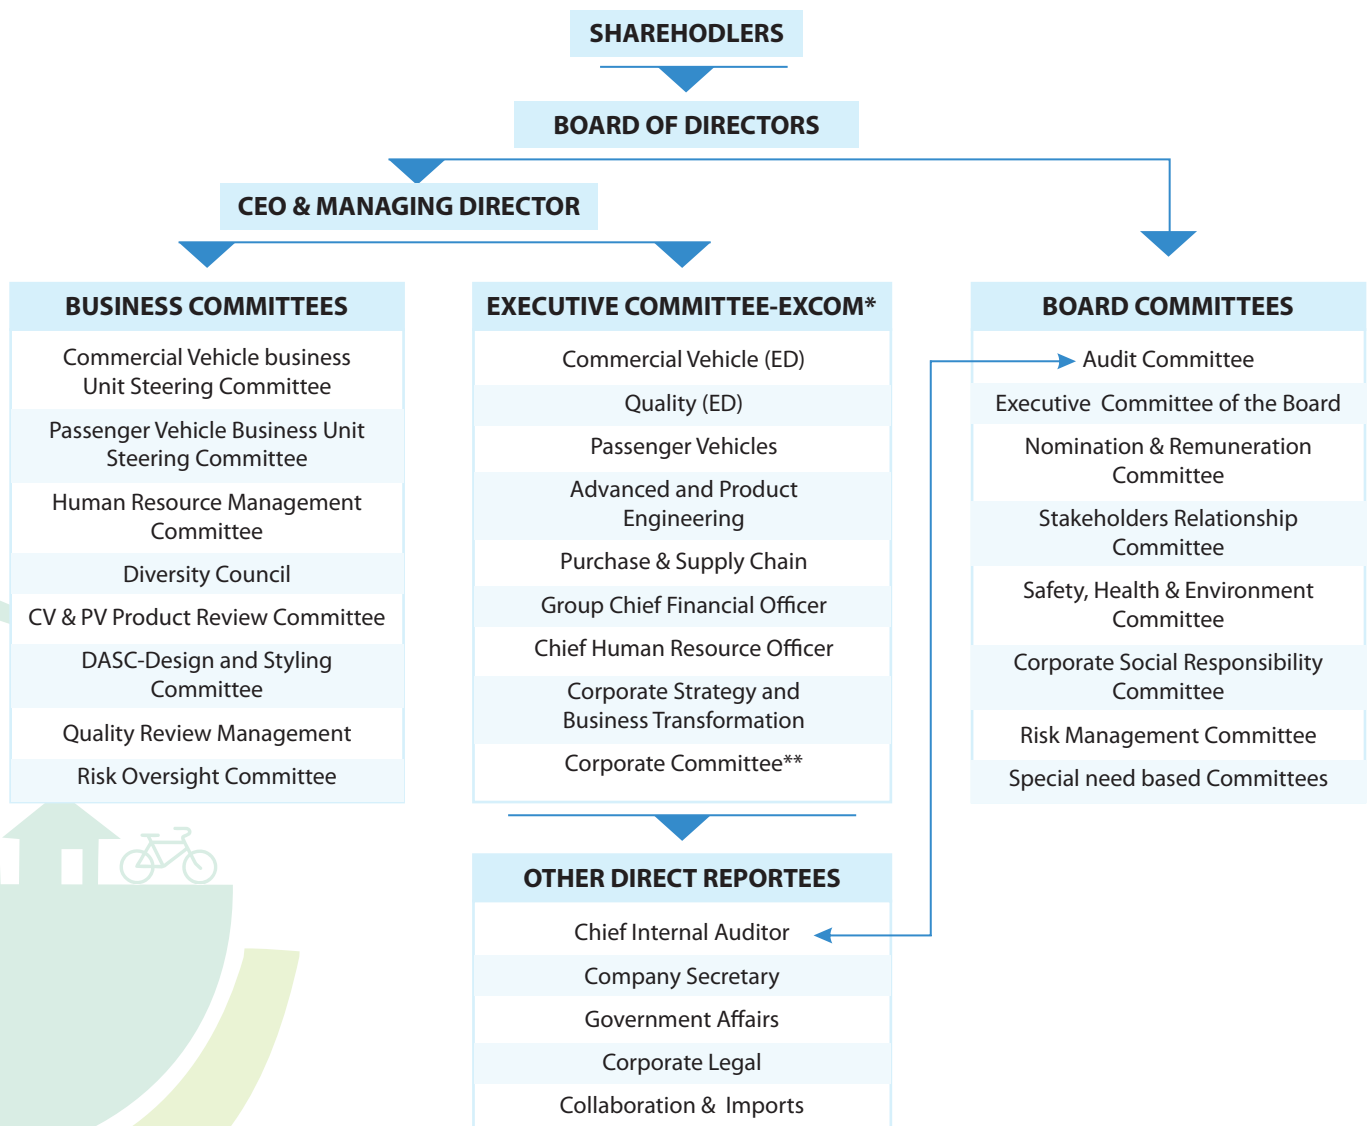 SHAREHODLERS
BOARD OF DIRECTORS
CEO & MANAGING DIRECTOR
BUSINESS COMMITTEES
Commercial Vehicle business
Unit Steering Committee
Passenger Vehicle Business Unit
Steering Committee
Human Resource Management
Committee
Diversity Council
CV & PV Product Review Committee
DASC-Design and Styling
Committee
Quality Review Management
Risk Oversight Committee
EXECUTIVE COMMITTEE-EXCOM*
Commercial Vehicle (ED)
Quality (ED)
Passenger Vehicles
Advanced and Product
Engineering
Purchase & Supply Chain
Group Chief Financial Officer
Chief Human Resource Officer
Corporate Strategy and
Business Transformation
Corporate Committee**
BOARD COMMITTEES
Audit Committee
Executive Committee of the Board
Nomination & Remuneration
Committee
Stakeholders Relationship
Committee
Safety, Health & Environment
Committee
Corporate Social Responsibility
Committee
Risk Management Committee
Special need based Committees
OTHER DIRECT REPORTEES
Chief Internal Auditor
Company Secretary
Government Affairs
Corporate Legal
Collaboration & Imports